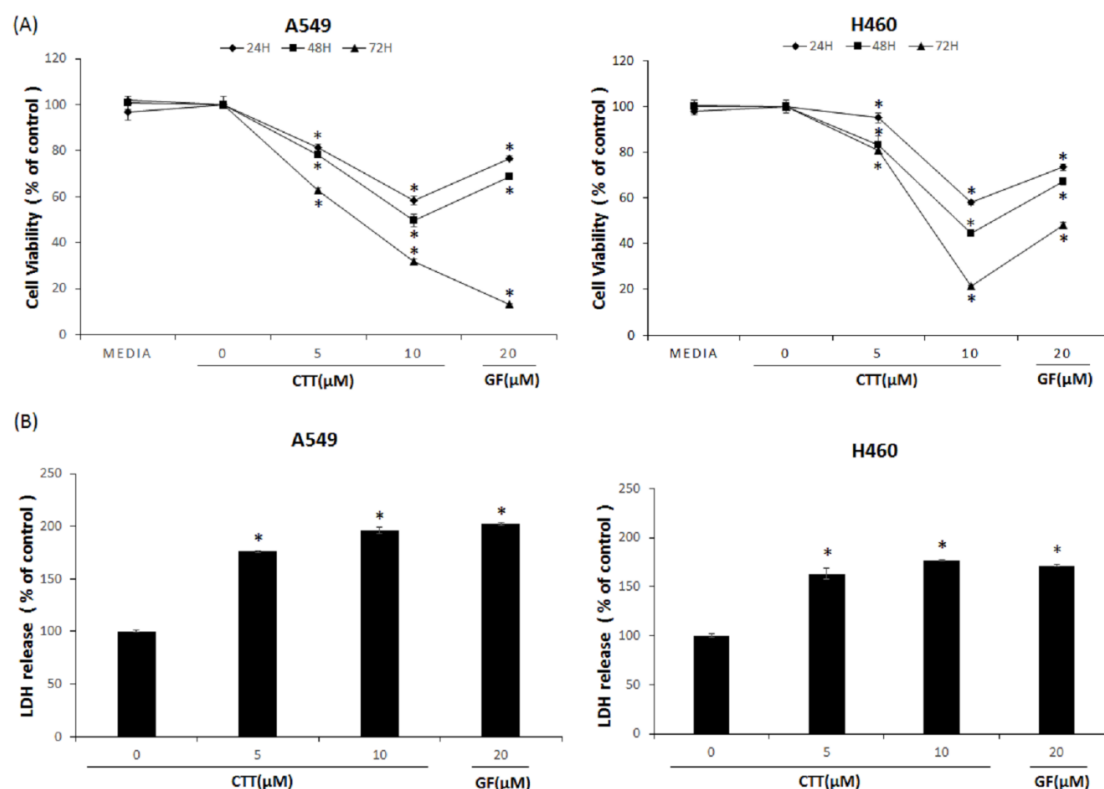 (A)
A549
24H 48H 72H
120
100
80
60
40
20
0
Cell Viability ( % of control )
* * * * * * * *
MEDIA 0 5 10 20
CTT(µM) GF(µM)
H460
24H 48H 72H
120
100
80
60
40
20
0
Cell Viability ( % of control )
* * * * * * * * *
MEDIA 0 5 10 20
CTT(µM) GF(µM)
(B)
A549
250
200
150
100
50
0
LDH release ( % of control )
* * *
0 5 10 20
CTT(µM) GF(µM)
H460
250
200
150
100
50
0
LDH release ( % of control )
* * *
0 5 10 20
CTT(µM) GF(µM)